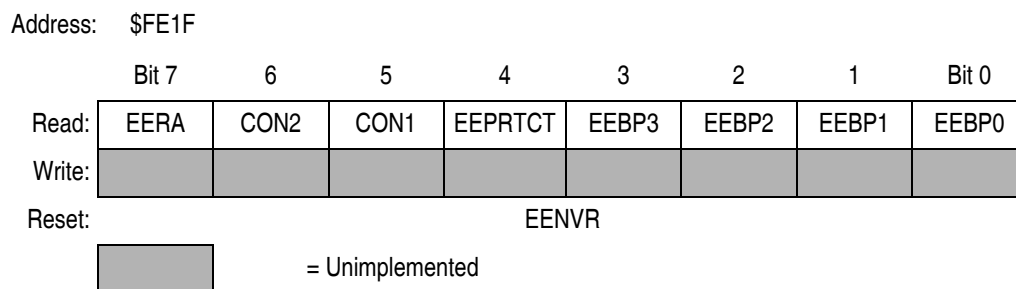 Address: $FE1F
Bit 7 6 5 4 3 2 1 Bit 0
Read: EERA CON2 CON1 EEPRTCT EEBP3 EEBP2 EEBP1 EEBP0
Write:
Reset: EENVR
= Unimplemented